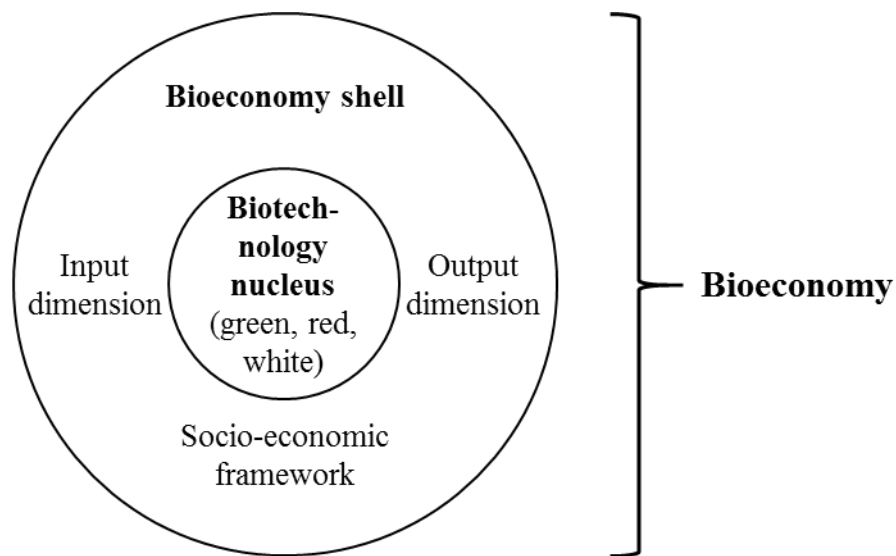 Bioeconomy shell
Biotech-
nology
nucleus
(green, red,
white)
Input
dimension
Output
dimension
Socio-economic
framework
Bioeconomy